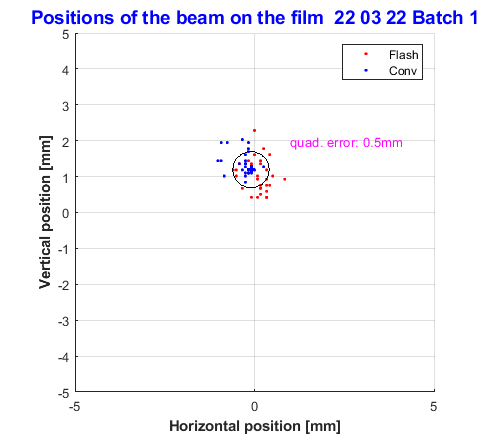 Positions of the beam on the film  22 03 22 Batch 1
5
Flash
Conv
4
3
2
quad. error: 0.5mm
1
0
-1
-2
-3
-4
-5
-5
0
5
Vertical position [mm]
Horizontal position [mm]